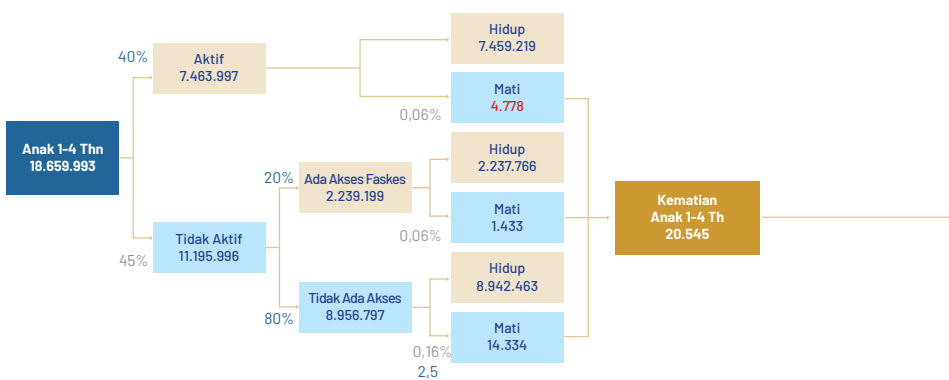 Anak 1-4 Thn
18.659.993
40%
Aktif
7.463.997
Hidup
7.459.219
Mati
4.778
0,06%
45%
Tidak Aktif
11.195.996
20%
Ada Akses Faskes
2.239.199
Hidup
2.237.766
Mati
1.433
0,06%
80%
Tidak Ada Akses
8.956.797
Hidup
8.942.463
Mati
14.334
0,16%
2,5
Kematian
Anak 1-4 Th
20.545